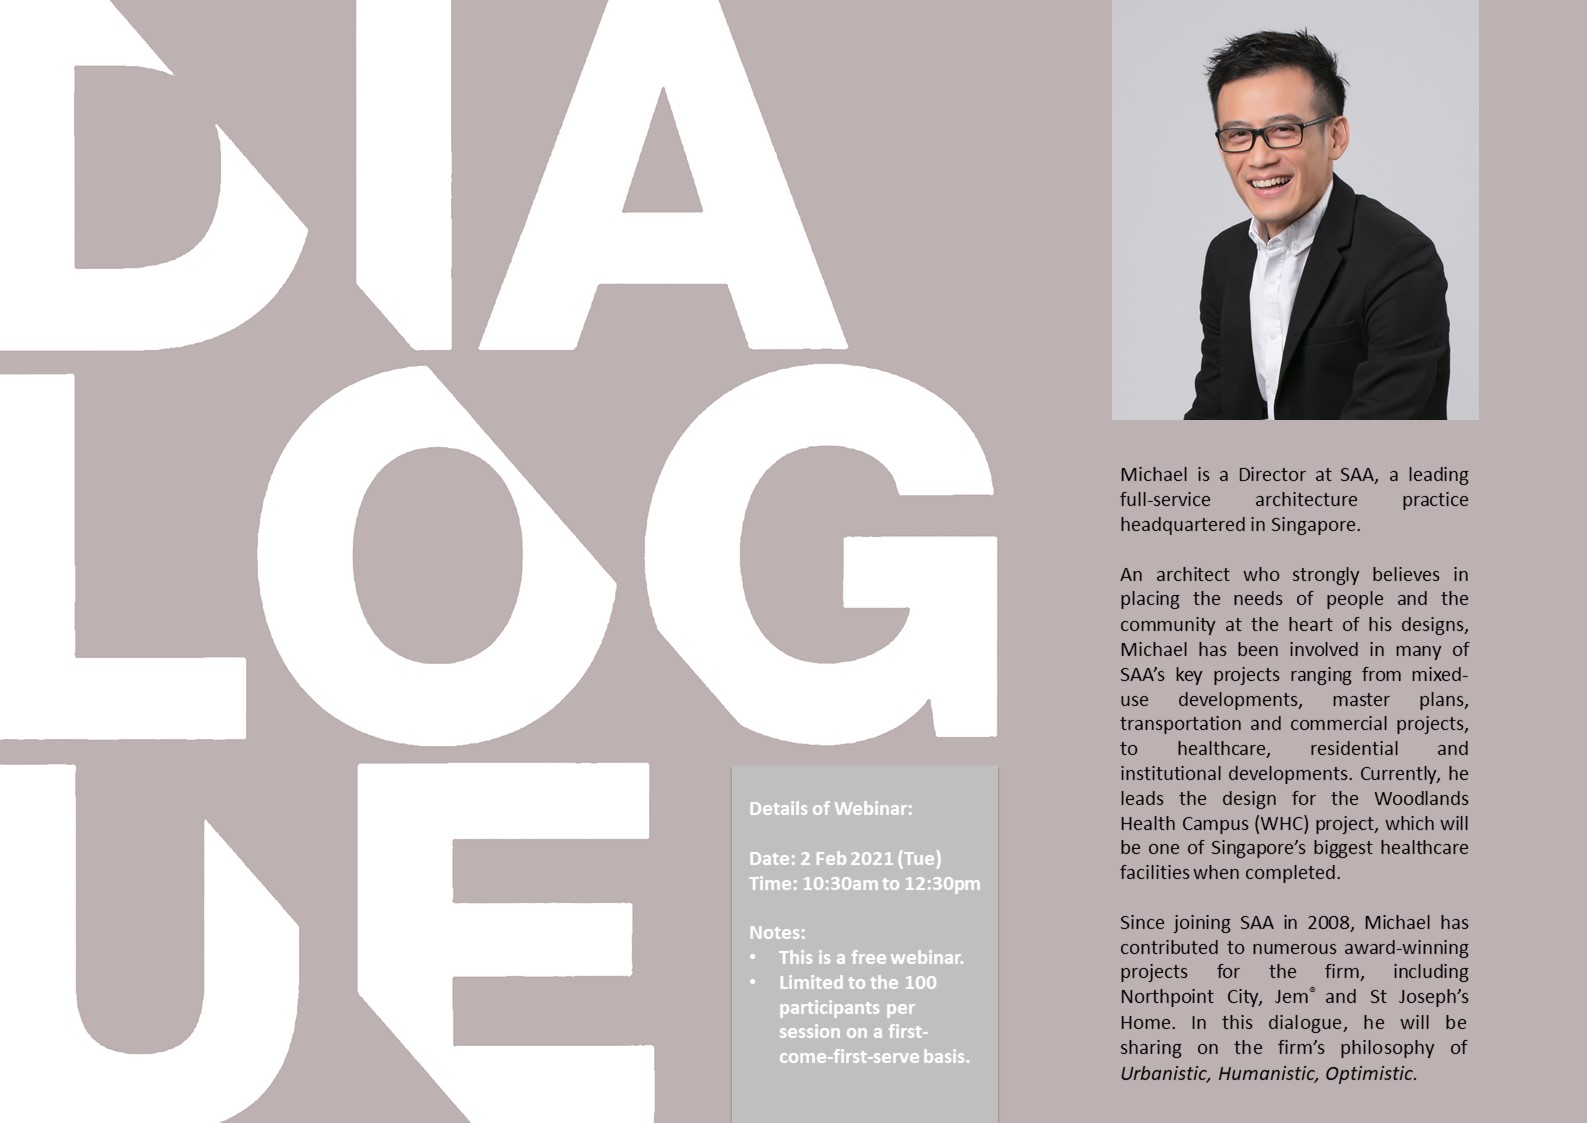 DIA
LOG
UE
Details of Webinar:
Date: 2 Feb 2021 (Tue)
Time: 10:30am to 12:30pm
Notes:
• This is a free webinar.
• Limited to the 100
participants per
session on a first-
come-first-serve basis.
Michael is a Director at SAA, a leading
full-service architecture practice
headquartered in Singapore.
An architect who strongly believes in
placing the needs of people and the
community at the heart of his designs,
Michael has been involved in many of
SAA’s key projects ranging from mixed-
use developments, master plans,
transportation and commercial projects,
to healthcare, residential and
institutional developments. Currently, he
leads the design for the Woodlands
Health Campus (WHC) project, which will
be one of Singapore’s biggest healthcare
facilities when completed.
Since joining SAA in 2008, Michael has
contributed to numerous award-winning
projects for the firm, including
Northpoint City, Jem® and St Joseph’s
Home. In this dialogue, he will be
sharing on the firm’s philosophy of
Urbanistic, Humanistic, Optimistic.